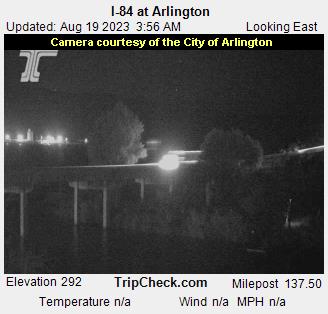 I-84 at Arlington
Updated: Aug 19 2023 3:56 AM Looking East
Camera courtesy of the City of Arlington
Elevation 292 TripCheck.com Milepost 137.50
Temperature n/a Wind n/a MPH n/a